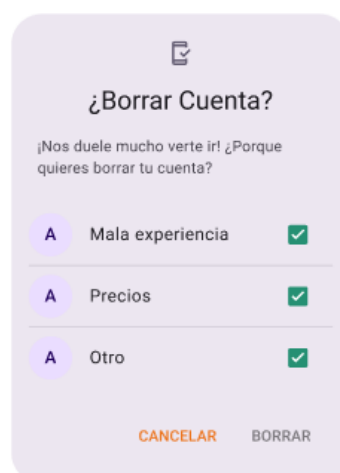 ¿Borrar Cuenta?
¡Nos duele mucho verte ir! ¿Porque
quieres borrar tu cuenta?
A Mala experiencia
A Precios
A Otro
CANCELAR BORRAR